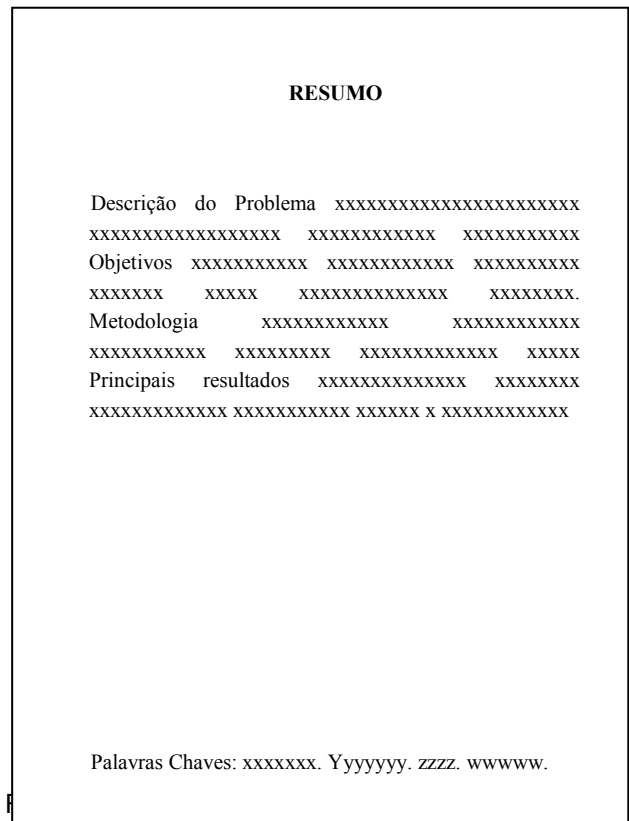 RESUMO
Descrição do Problema xxxxxxxxxxxxxxxxxxxxxxx
xxxxxxxxxxxxxxxxxx xxxxxxxxxxxx xxxxxxxxxxx
Objetivos xxxxxxxxxxx xxxxxxxxxxxx xxxxxxxxxx
xxxxxxx xxxxx xxxxxxxxxxxxxx xxxxxxxx.
Metodologia xxxxxxxxxxxx xxxxxxxxxxxx
xxxxxxxxxxx xxxxxxxxx xxxxxxxxxxxxx xxxxx
Principais resultados xxxxxxxxxxxxxx xxxxxxxx
xxxxxxxxxxxxx xxxxxxxxxxx xxxxxx x xxxxxxxxxxxx
Palavras Chaves: xxxxxxx. Yyyyyyy. zzzz. wwwww.